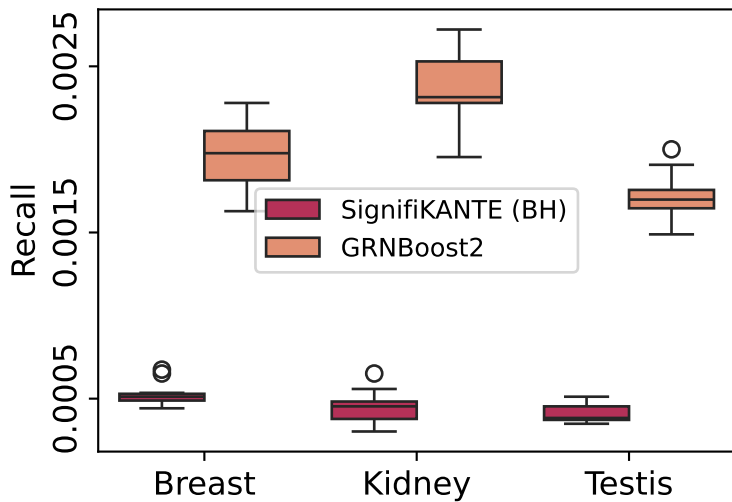 Recall
0.0025
0.0015
0.0005
SignifiKANTE (BH)
GRNBoost2
Breast
Kidney
Testis